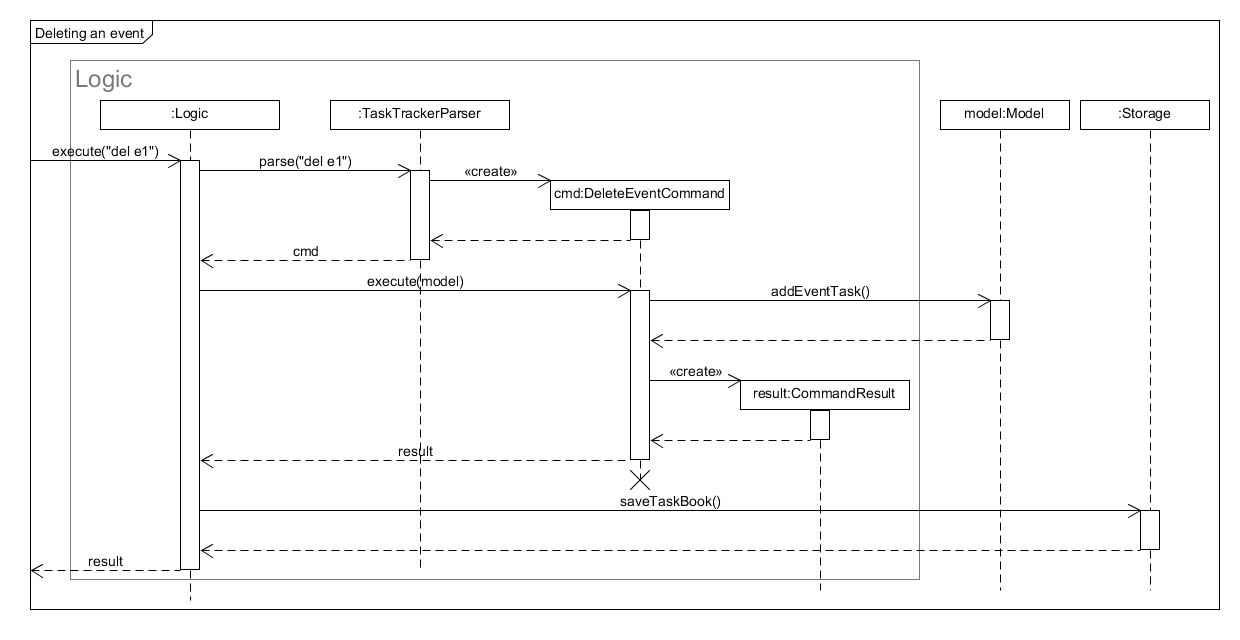 Deleting an event
Logic
:Logic
:TaskTrackerParser
model:Model
:Storage
execute("del e1")
parse("del e1")
«create»
cmd:DeleteEventCommand
cmd
execute(model)
addEventTask()
«create»
result:CommandResult
result
saveTaskBook()
result